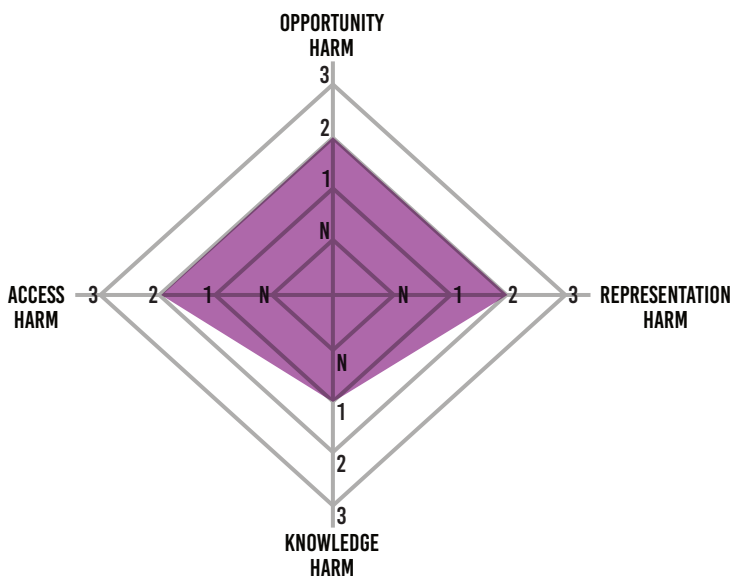 OPPORTUNITY
HARM
3
2
1
N
ACCESS
HARM
3 2 1 N N 1 2 3
REPRESENTATION
HARM
N
1
2
3
KNOWLEDGE
HARM